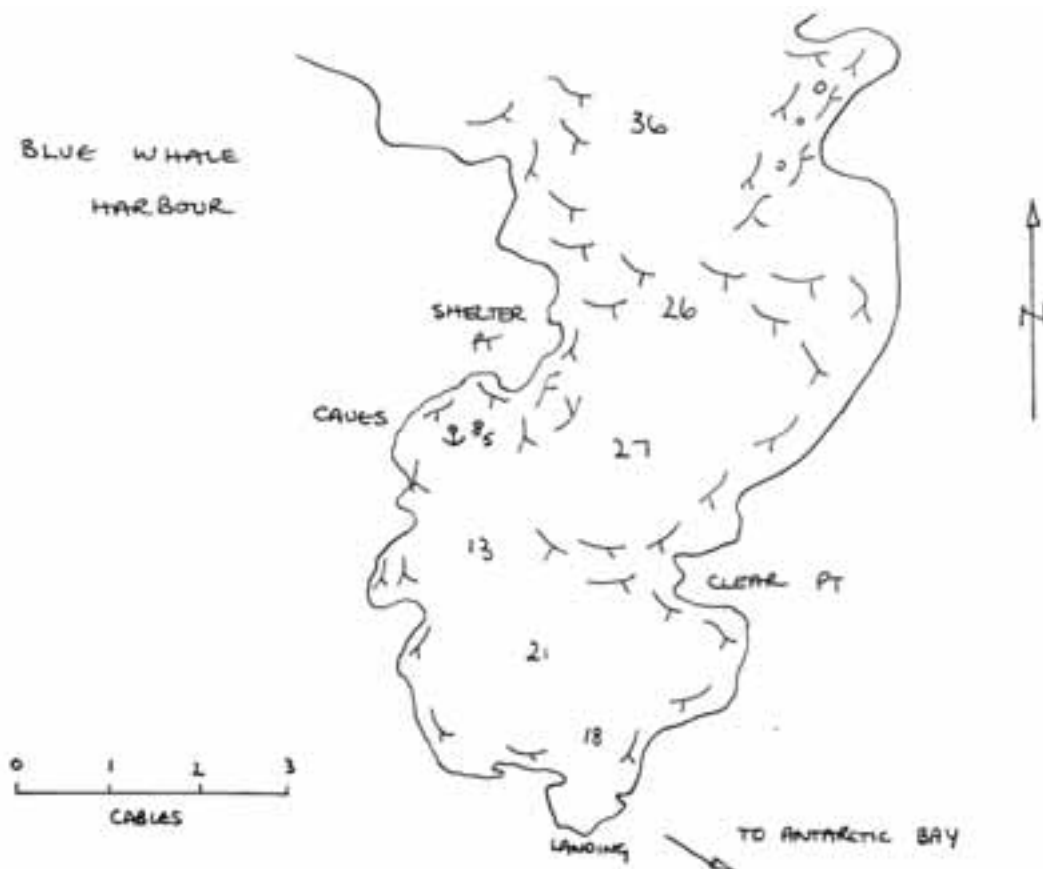 BLUE WHALE
HARBOUR
36
N
26
SHELTER
PT
CAVES
8₅
27
13
CLEAR PT
21
18
0 1 2 3
CABLES
LANDING
TO ANTARCTIC BAY